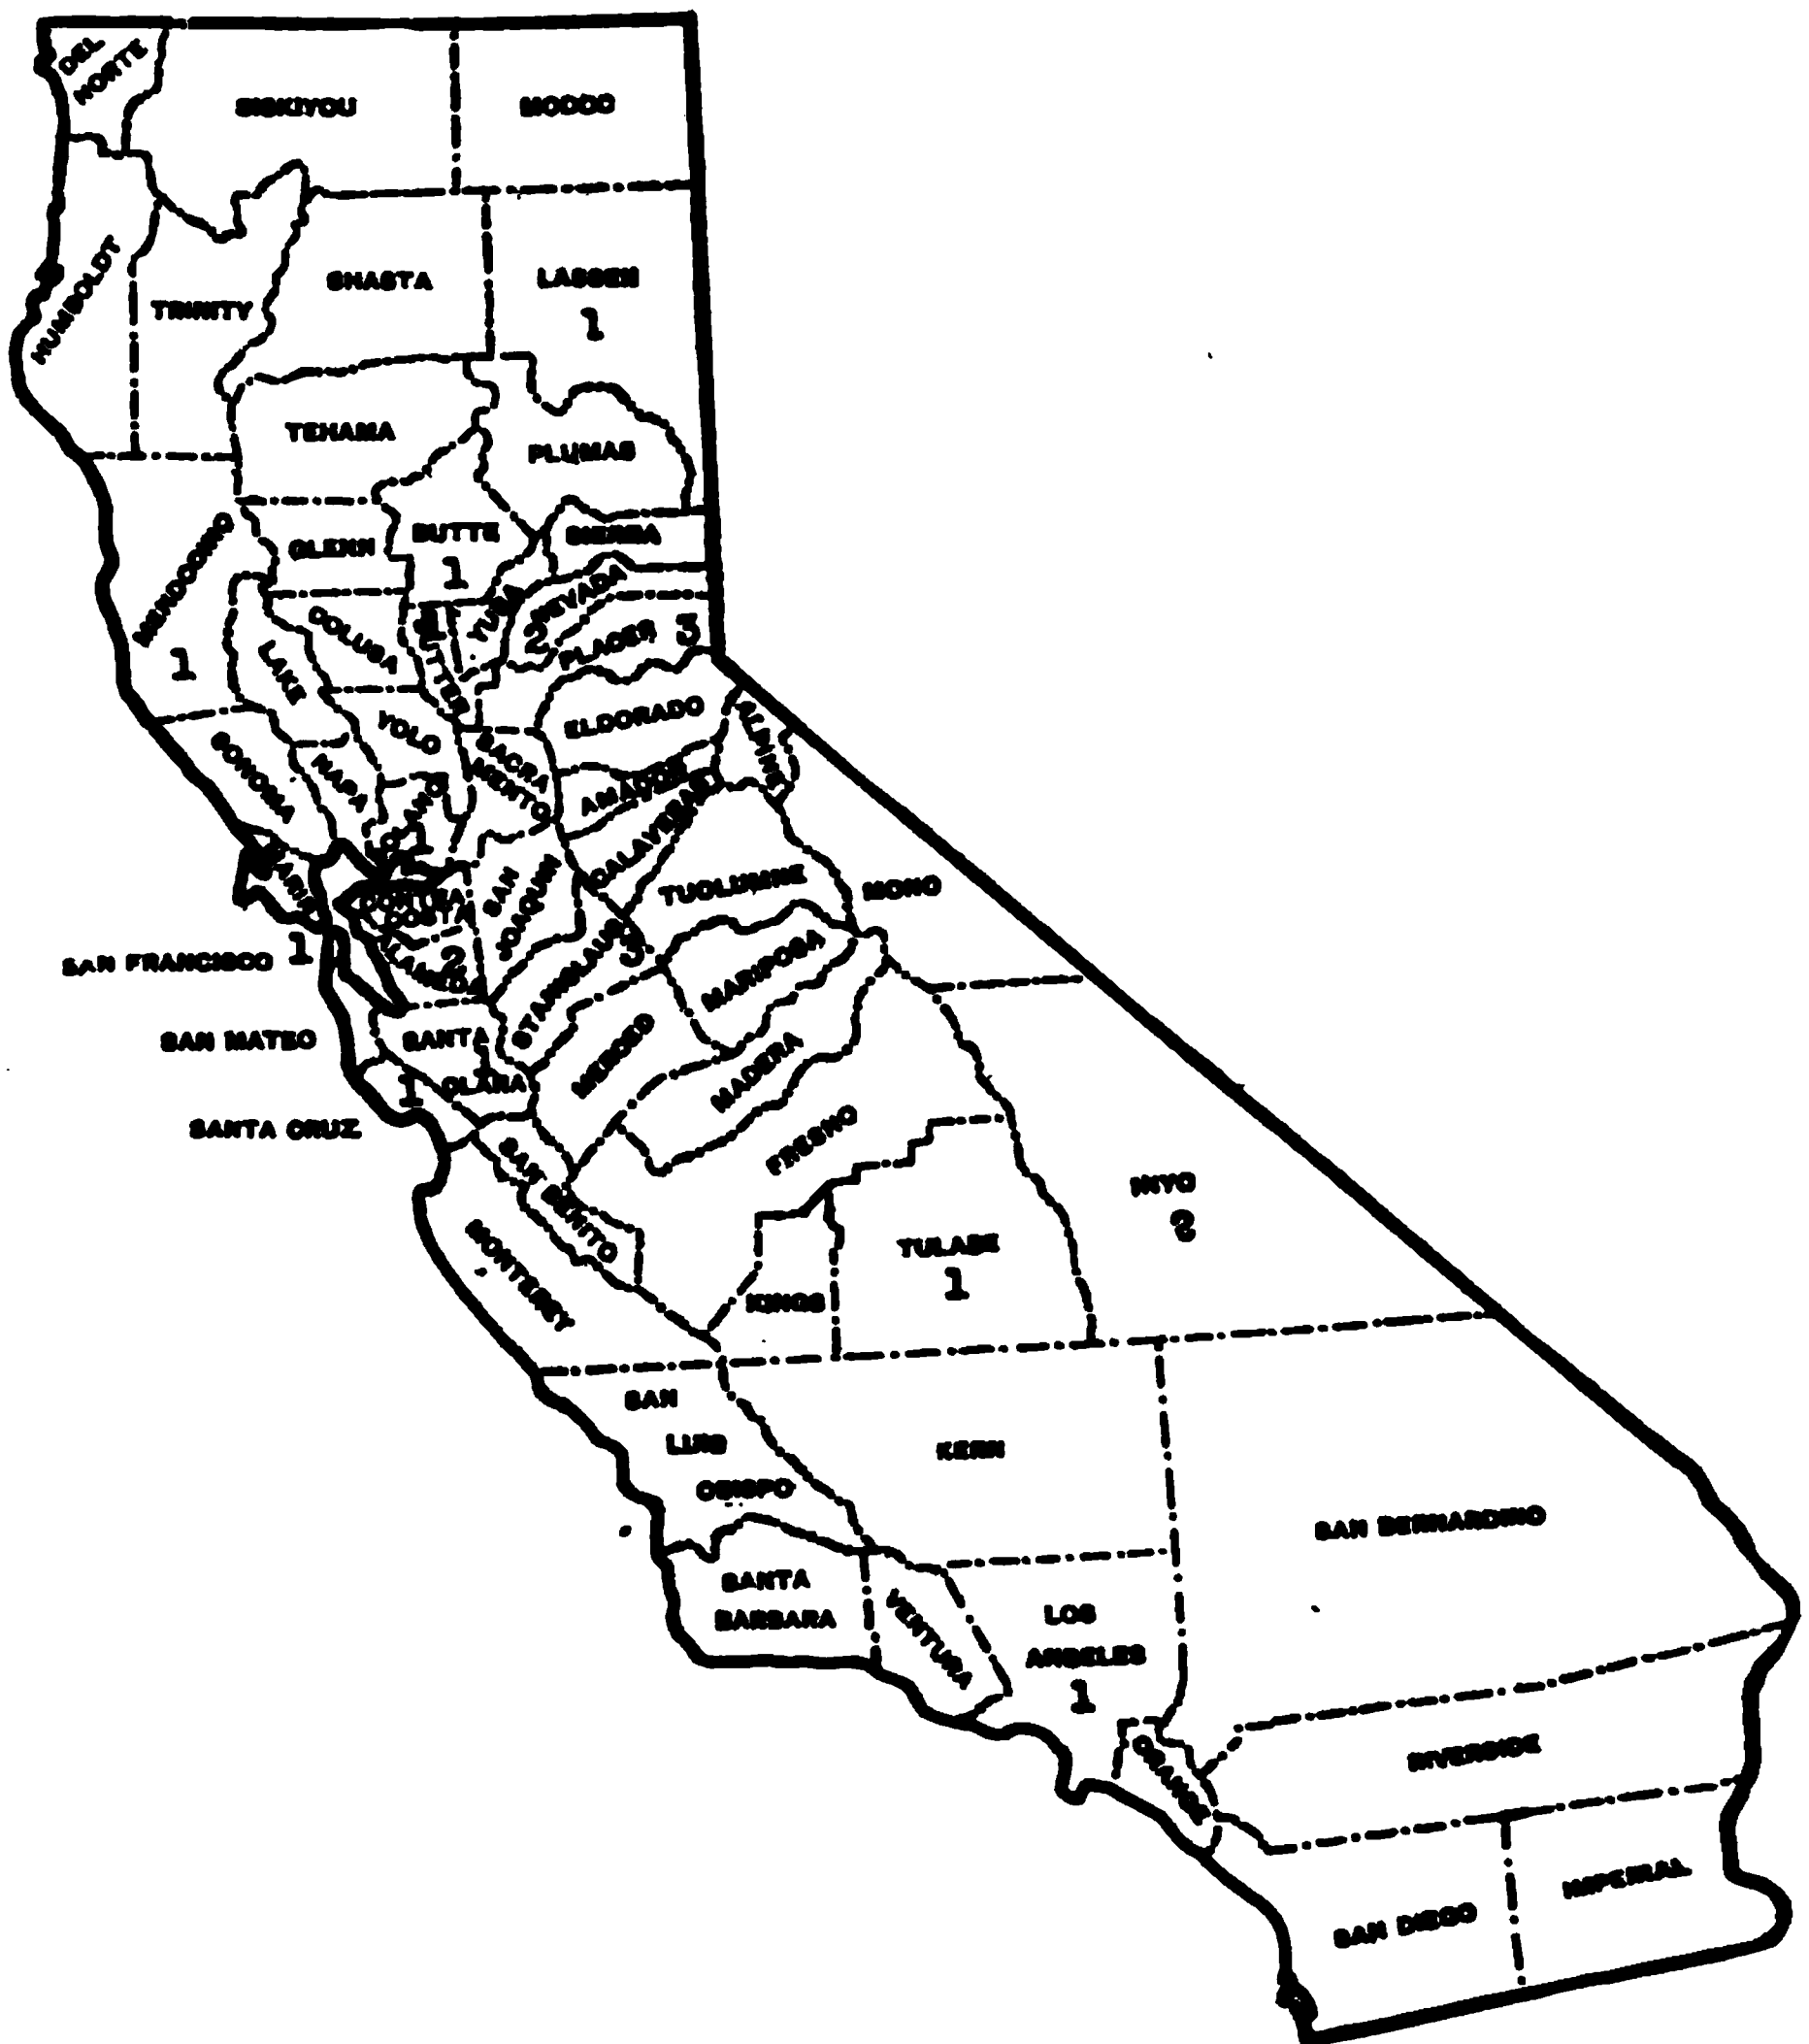 DEL
NORTE
SISKIYOU
MODOC
HUMBOLDT
TRINITY
SHASTA
LASSEN
1
TEHAMA
PLUMAS
MENDOCINO
1
GLENN
BUTTE
1
SIERRA
COLUSA
LAKE
YUBA
NEVADA
2
PLACER 3
ELDORADO
YOLO
SONOMA
NAPA
SACRA
MENTO
AMADOR
ALPINE
CALAVERAS
1
CONTRA
COSTA
SAN
JOAQUIN
TUOLUMNE
MONO
SAN FRANCISCO 1
2
STANISLAUS
3
MARIPOSA
SAN MATEO
SANTA
CLARA
1
MERCED
MADERA
SANTA CRUZ
1
SAN BENITO
FRESNO
MONTEREY
INYO
2
TULARE
1
KINGS
SAN
LUIS
OBISPO
KERN
SAN BERNARDINO
SANTA
BARBARA
VENTURA
LOS
ANGELES
1
ORANGE
RIVERSIDE
SAN DIEGO
IMPERIAL